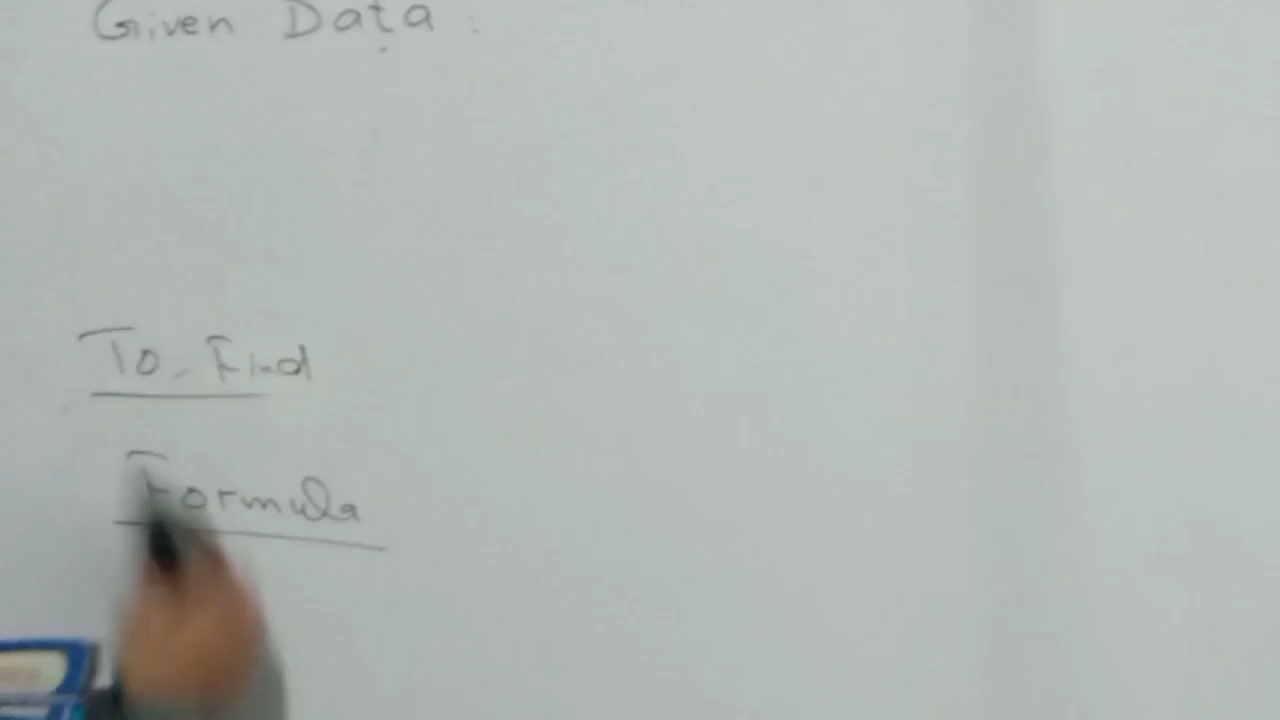 Given Data :
To Find
Formula